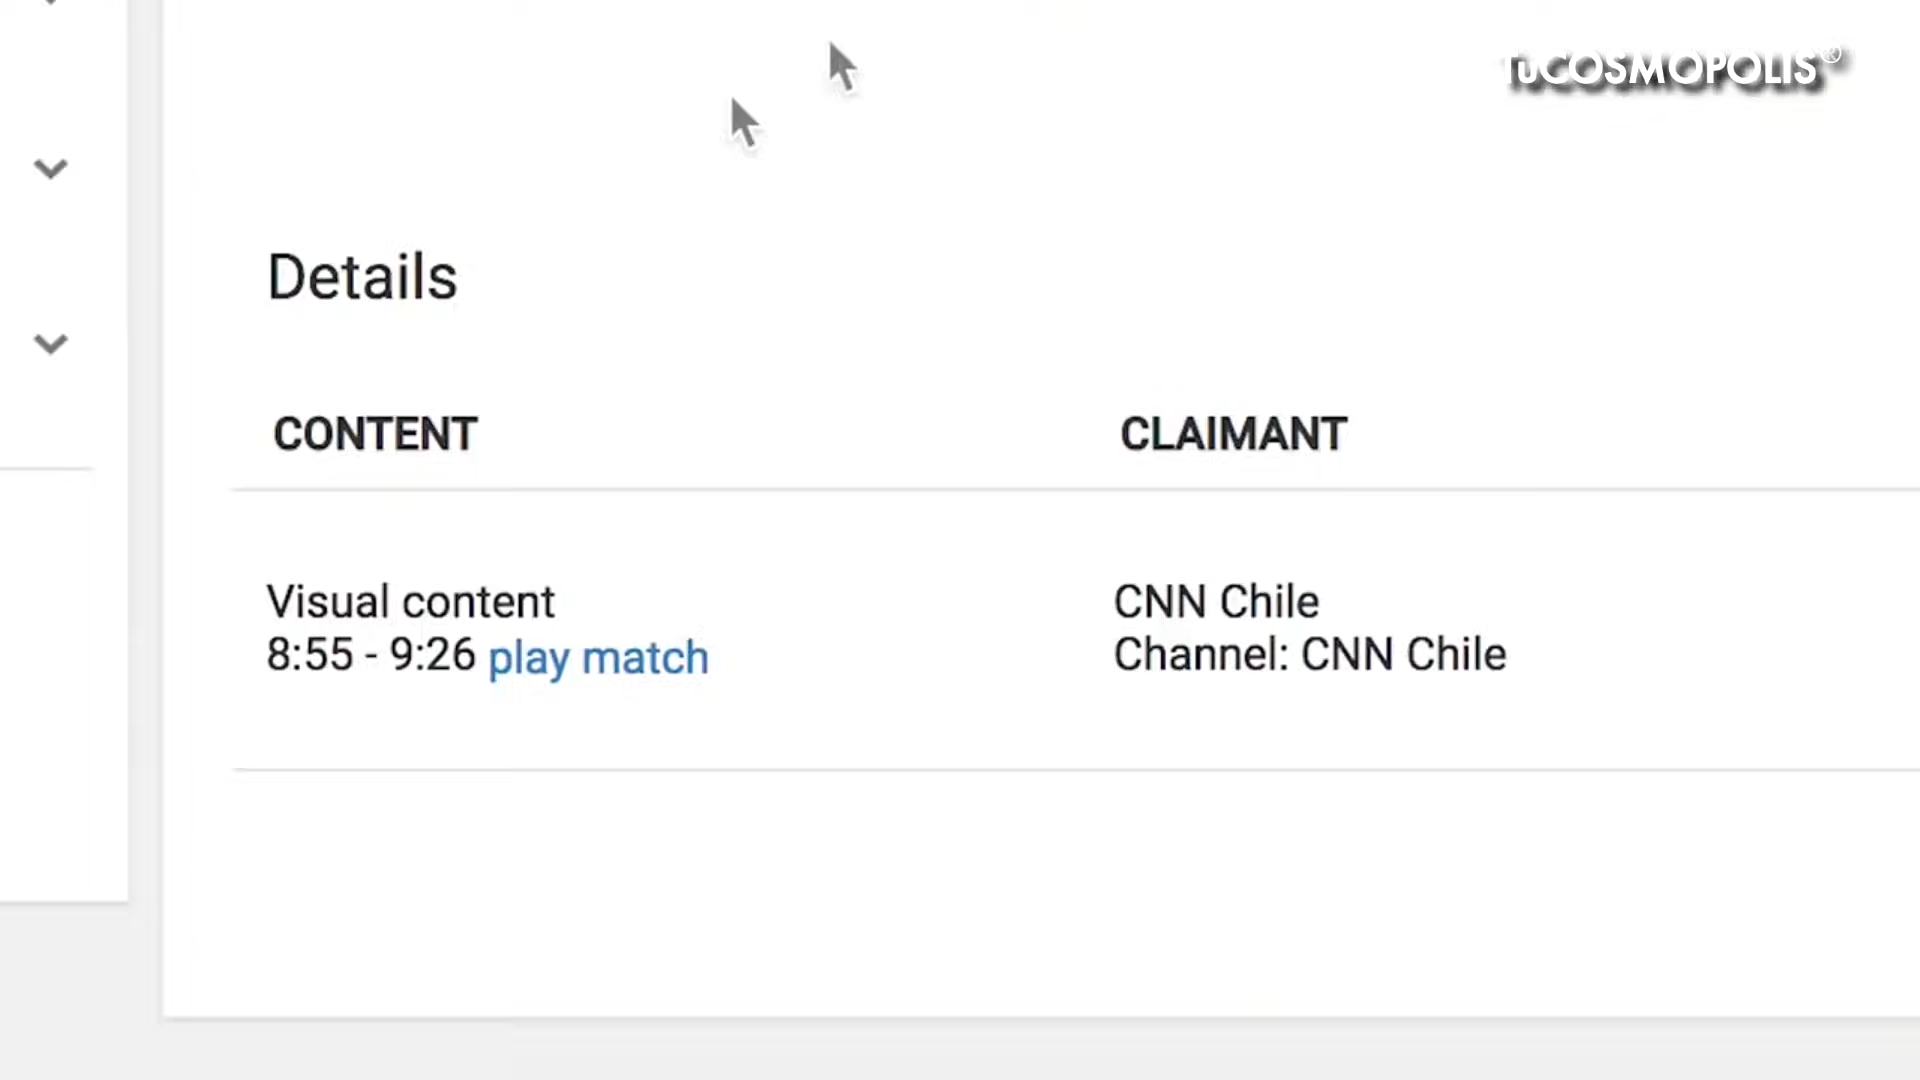 TuCOSMOPOLIS®
Details
CONTENT
CLAIMANT
Visual content
8:55 - 9:26 play match
CNN Chile
Channel: CNN Chile